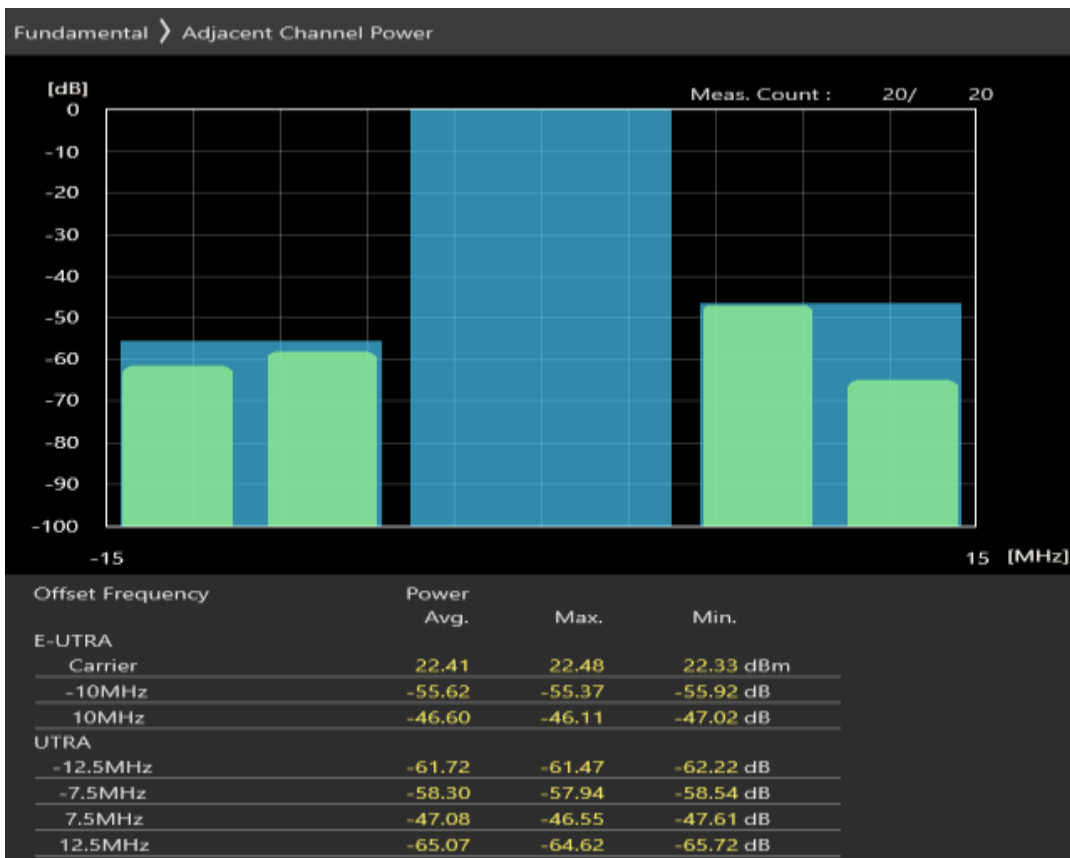 Fundamental 〉 Adjacent Channel Power
[dB]
Meas. Count : 20/ 20
0
-10
-20
-30
-40
-50
-60
-70
-80
-90
-100
-15 15 [MHz]
Offset Frequency Power
Avg. Max. Min.
E-UTRA
Carrier 22.41 22.48 22.33 dBm
-10MHz -55.62 -55.37 -55.92 dB
10MHz -46.60 -46.11 -47.02 dB
UTRA
-12.5MHz -61.72 -61.47 -62.22 dB
-7.5MHz -58.30 -57.94 -58.54 dB
7.5MHz -47.08 -46.55 -47.61 dB
12.5MHz -65.07 -64.62 -65.72 dB